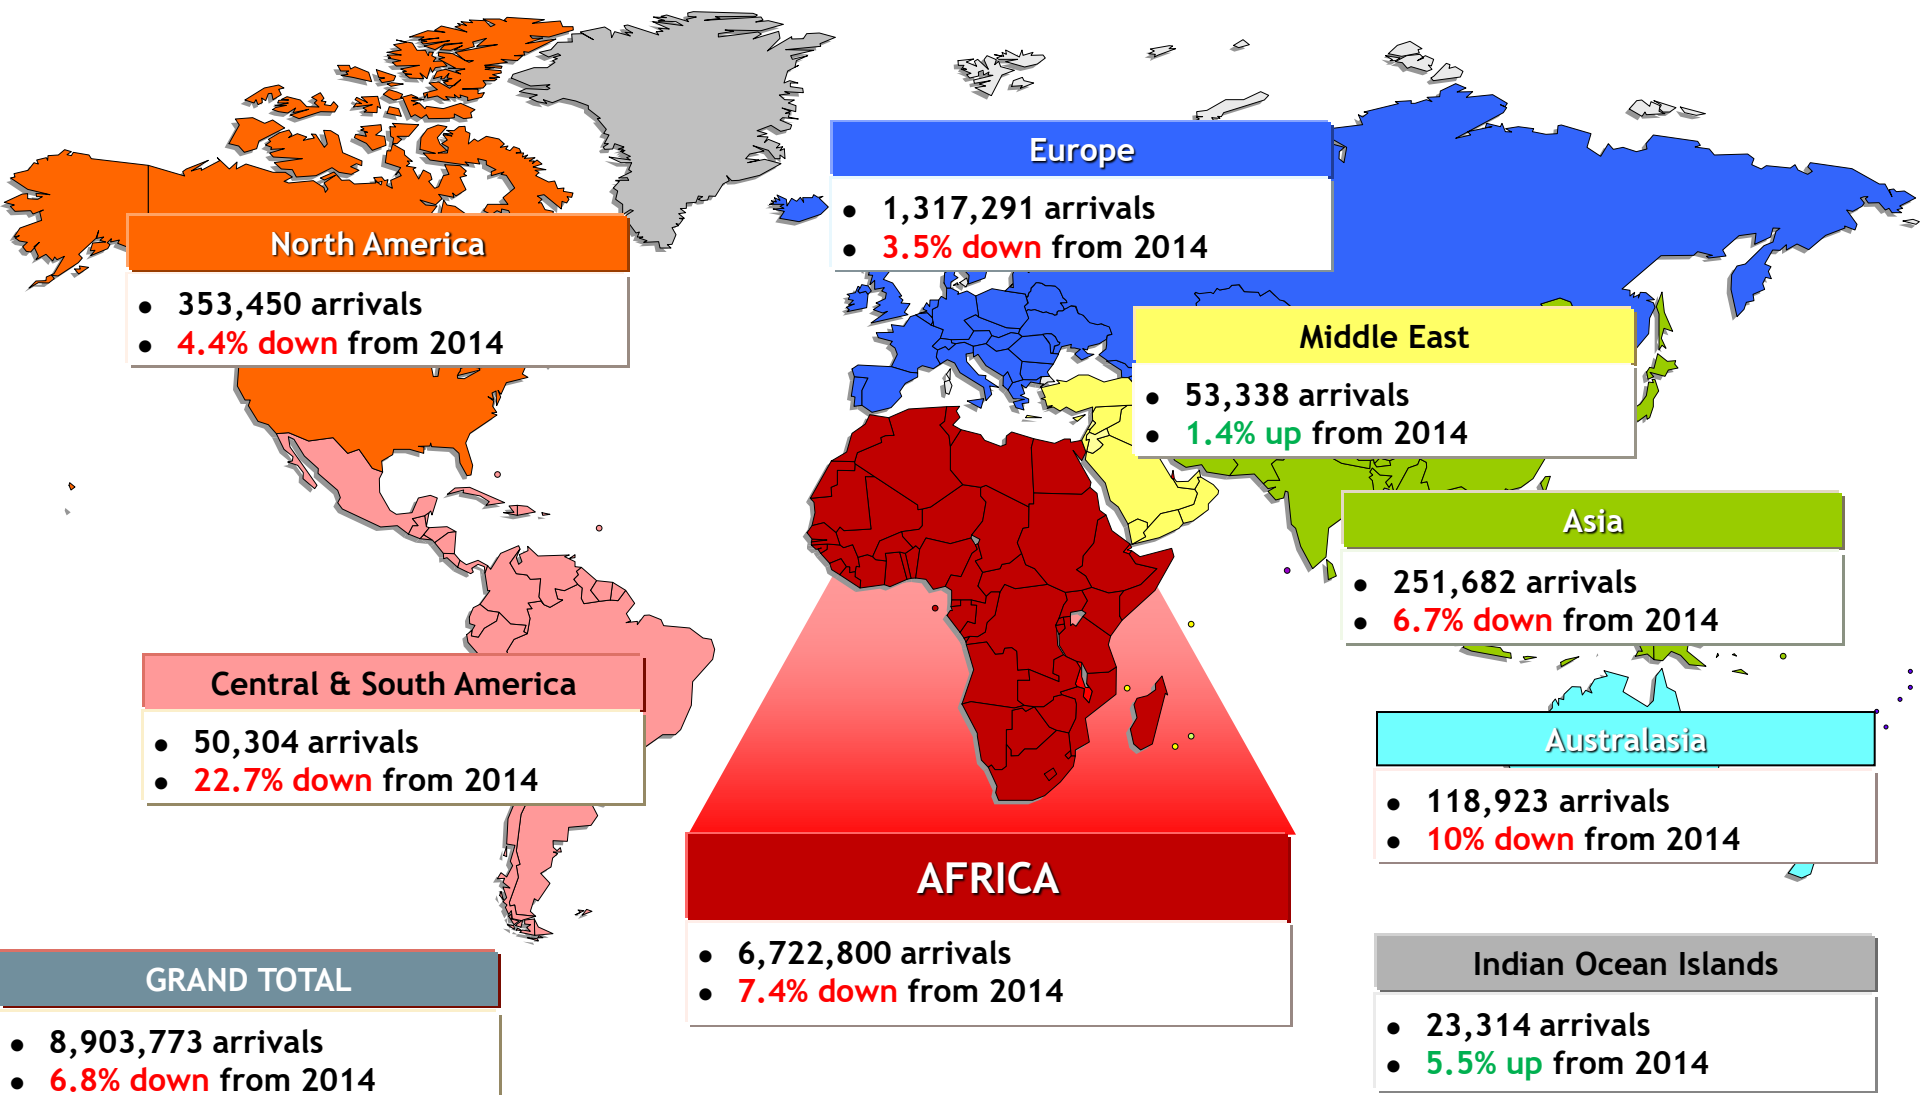 Europe
● 1,317,291 arrivals
● 3.5% down from 2014
North America
● 353,450 arrivals
● 4.4% down from 2014
Middle East
● 53,338 arrivals
● 1.4% up from 2014
Asia
● 251,682 arrivals
● 6.7% down from 2014
Central & South America
● 50,304 arrivals
● 22.7% down from 2014
Australasia
● 118,923 arrivals
● 10% down from 2014
AFRICA
● 6,722,800 arrivals
● 7.4% down from 2014
Indian Ocean Islands
● 23,314 arrivals
● 5.5% up from 2014
GRAND TOTAL
● 8,903,773 arrivals
● 6.8% down from 2014